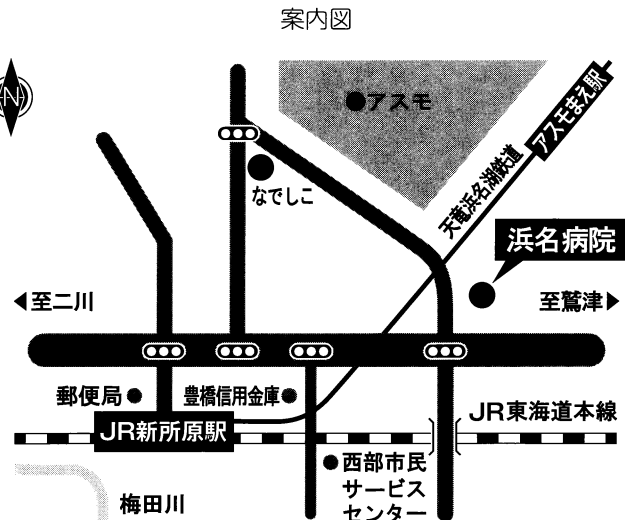 案内図
N
アスモ
アスモまえ駅
なでしこ
天竜浜名湖鉄道
浜名病院
至二川
至鷲津
郵便局
豊橋信用金庫
JR東海道本線
JR新所原駅
西部市民
サービス
センター
梅田川